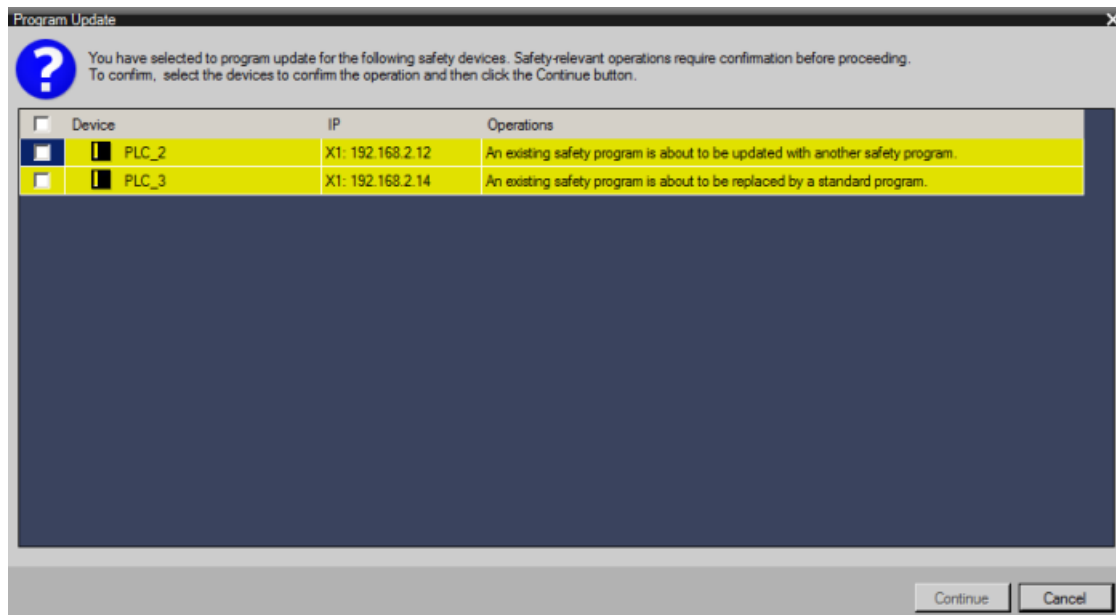 Program Update
You have selected to program update for the following safety devices. Safety-relevant operations require confirmation before proceeding.
To confirm, select the devices to confirm the operation and then click the Continue button.
Device IP Operations
PLC_2 X1: 192.168.2.12 An existing safety program is about to be updated with another safety program.
PLC_3 X1: 192.168.2.14 An existing safety program is about to be replaced by a standard program.
Continue Cancel